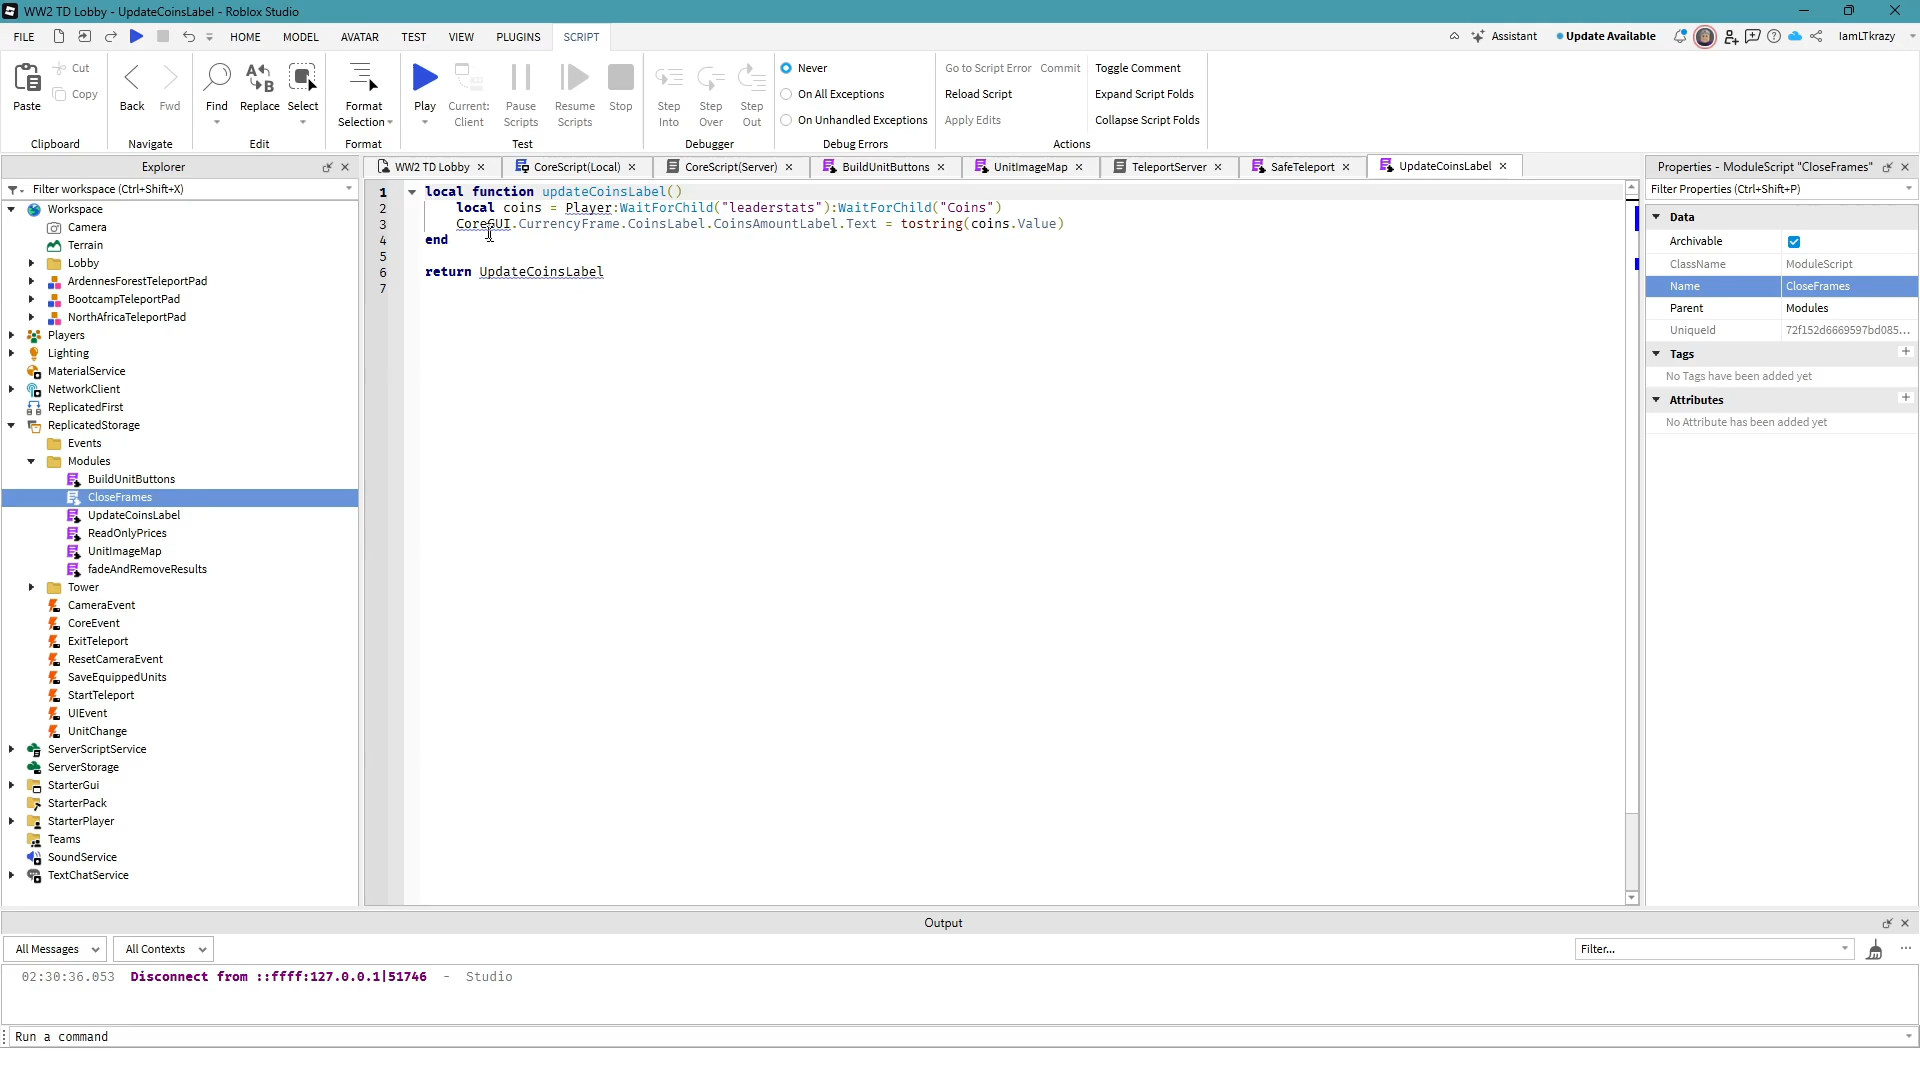 WW2 TD Lobby - UpdateCoinsLabel - Roblox Studio
FILE HOME MODEL AVATAR TEST VIEW PLUGINS SCRIPT Assistant Update Available IamLTkrazy
Paste Cut Copy
Clipboard
Back Fwd
Navigate
Find Replace Select
Edit
Format Selection
Format
Play Current: Client Pause Scripts Resume Scripts Stop
Test
Step Into Step Over Step Out
Debugger
Never
On All Exceptions
On Unhandled Exceptions
Debug Errors
Go to Script Error Commit Toggle Comment
Reload Script Expand Script Folds
Apply Edits Collapse Script Folds
Actions
Explorer
Filter workspace (Ctrl+Shift+X)
Workspace
Camera
Terrain
Lobby
ArdennesForestTeleportPad
BootcampTeleportPad
NorthAfricaTeleportPad
Players
Lighting
MaterialService
NetworkClient
ReplicatedFirst
ReplicatedStorage
Events
Modules
BuildUnitButtons
CloseFrames
UpdateCoinsLabel
ReadOnlyPrices
UnitImageMap
fadeAndRemoveResults
Tower
CameraEvent
CoreEvent
ExitTeleport
ResetCameraEvent
SaveEquippedUnits
StartTeleport
UIEvent
UnitChange
ServerScriptService
ServerStorage
StarterGui
StarterPack
StarterPlayer
Teams
SoundService
TextChatService
WW2 TD Lobby CoreScript(Local) CoreScript(Server) BuildUnitButtons UnitImageMap TeleportServer SafeTeleport UpdateCoinsLabel
1 local function updateCoinsLabel()
2 local coins = Player:WaitForChild("leaderstats"):WaitForChild("Coins")
3 CoreGUI.CurrencyFrame.CoinsLabel.CoinsAmountLabel.Text = tostring(coins.Value)
4 end
5
6 return UpdateCoinsLabel
7
Properties - ModuleScript "CloseFrames"
Filter Properties (Ctrl+Shift+P)
Data
Archivable
ClassName ModuleScript
Name CloseFrames
Parent Modules
UniqueId 72f152d6669597bd085...
Tags
No Tags have been added yet
Attributes
No Attribute has been added yet
Output
All Messages All Contexts Filter...
02:30:36.053 Disconnect from ::ffff:127.0.0.1|51746 - Studio
Run a command